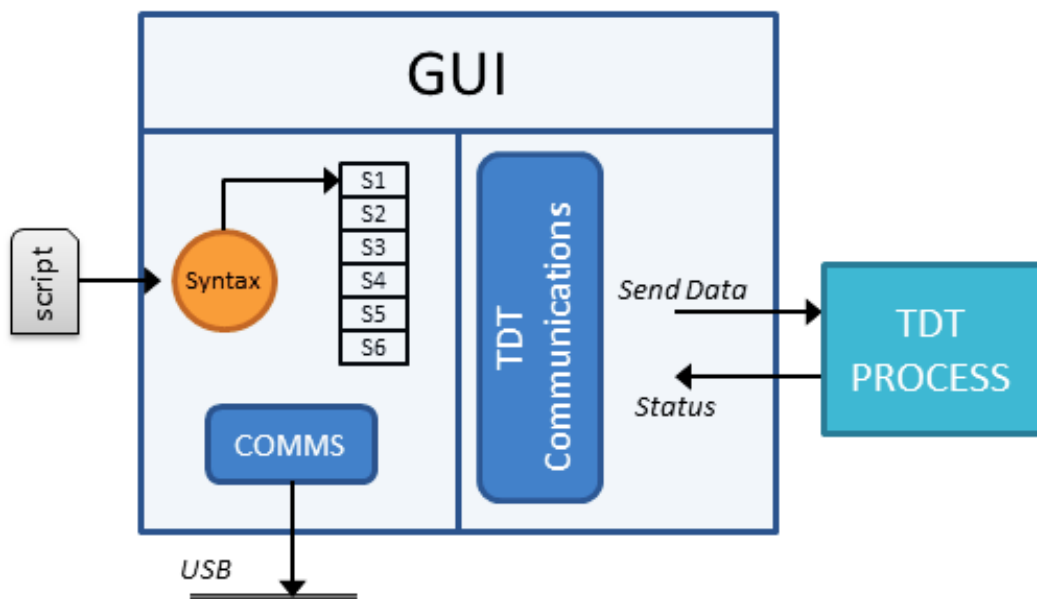 GUI
script
Syntax
S1
S2
S3
S4
S5
S6
COMMS
USB
TDT
Communications
Send Data
Status
TDT
PROCESS